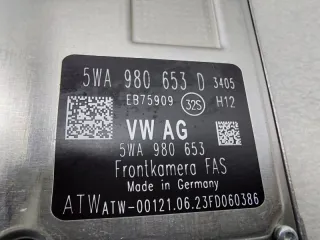 5WA 980 653 D 3405
EB75909 32S H12
VW AG
5WA 980 653
Frontkamera FAS
Made in Germany
ATW ATW-00121.06.23FD060386